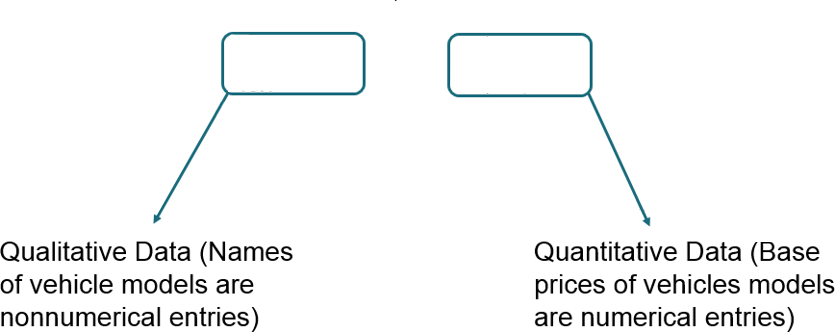 Qualitative Data (Names
of vehicle models are
nonnumerical entries)
Quantitative Data (Base
prices of vehicles models
are numerical entries)